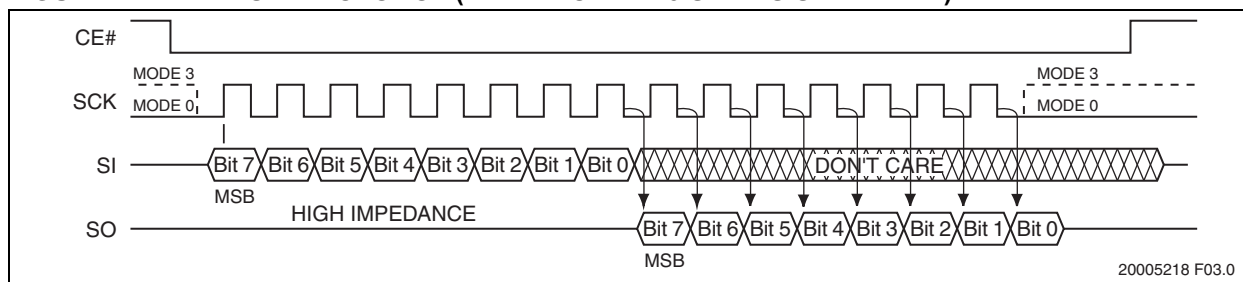 CE#
MODE 3 MODE 3
SCK MODE 0 MODE 0
SI Bit 7 Bit 6 Bit 5 Bit 4 Bit 3 Bit 2 Bit 1 Bit 0 DON'T CARE
MSB
HIGH IMPEDANCE
SO Bit 7 Bit 6 Bit 5 Bit 4 Bit 3 Bit 2 Bit 1 Bit 0
MSB
20005218 F03.0